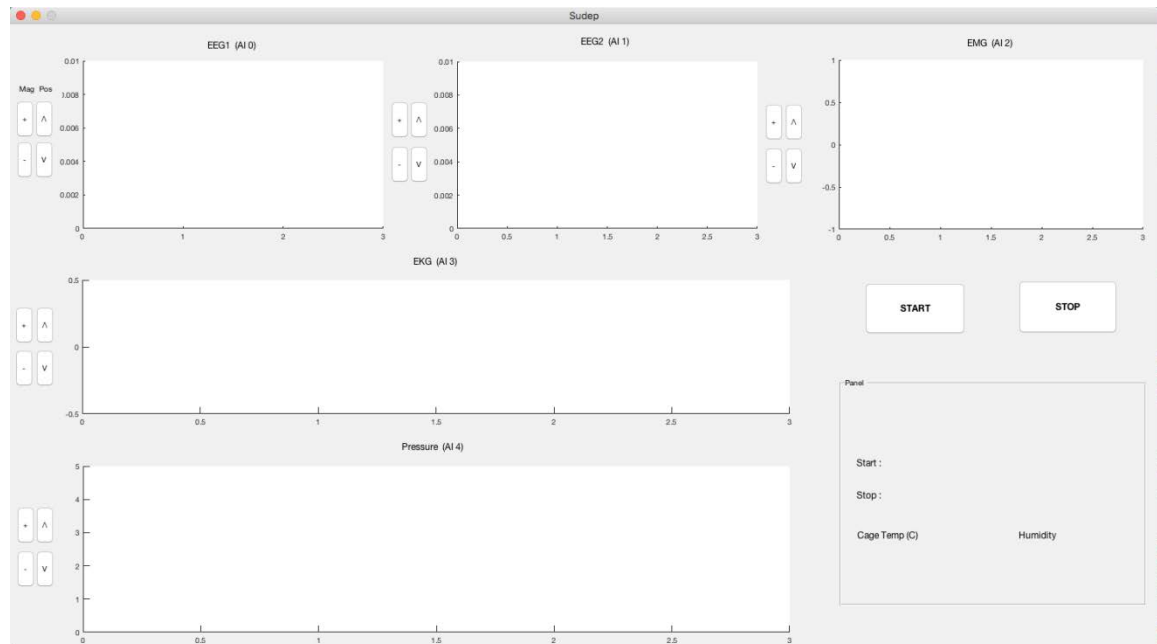 Sudep
EEG1 (AI 0)
EEG2 (AI 1)
EMG (AI 2)
Mag Pos
+ Λ
- V
0.01
0.008
0.006
0.004
0.002
0
0 1 2 3
+ Λ
- V
0.01
0.008
0.006
0.004
0.002
0
0 0.5 1 1.5 2 2.5 3
+ Λ
- V
1
0.5
0
-0.5
-1
0 0.5 1 1.5 2 2.5 3
EKG (AI 3)
+ Λ
- V
0.5
0
-0.5
0 0.5 1 1.5 2 2.5 3
START
STOP
Pressure (AI 4)
+ Λ
- V
5
4
3
2
1
0
0 0.5 1 1.5 2 2.5 3
Panel
Start :
Stop :
Cage Temp (C) Humidity